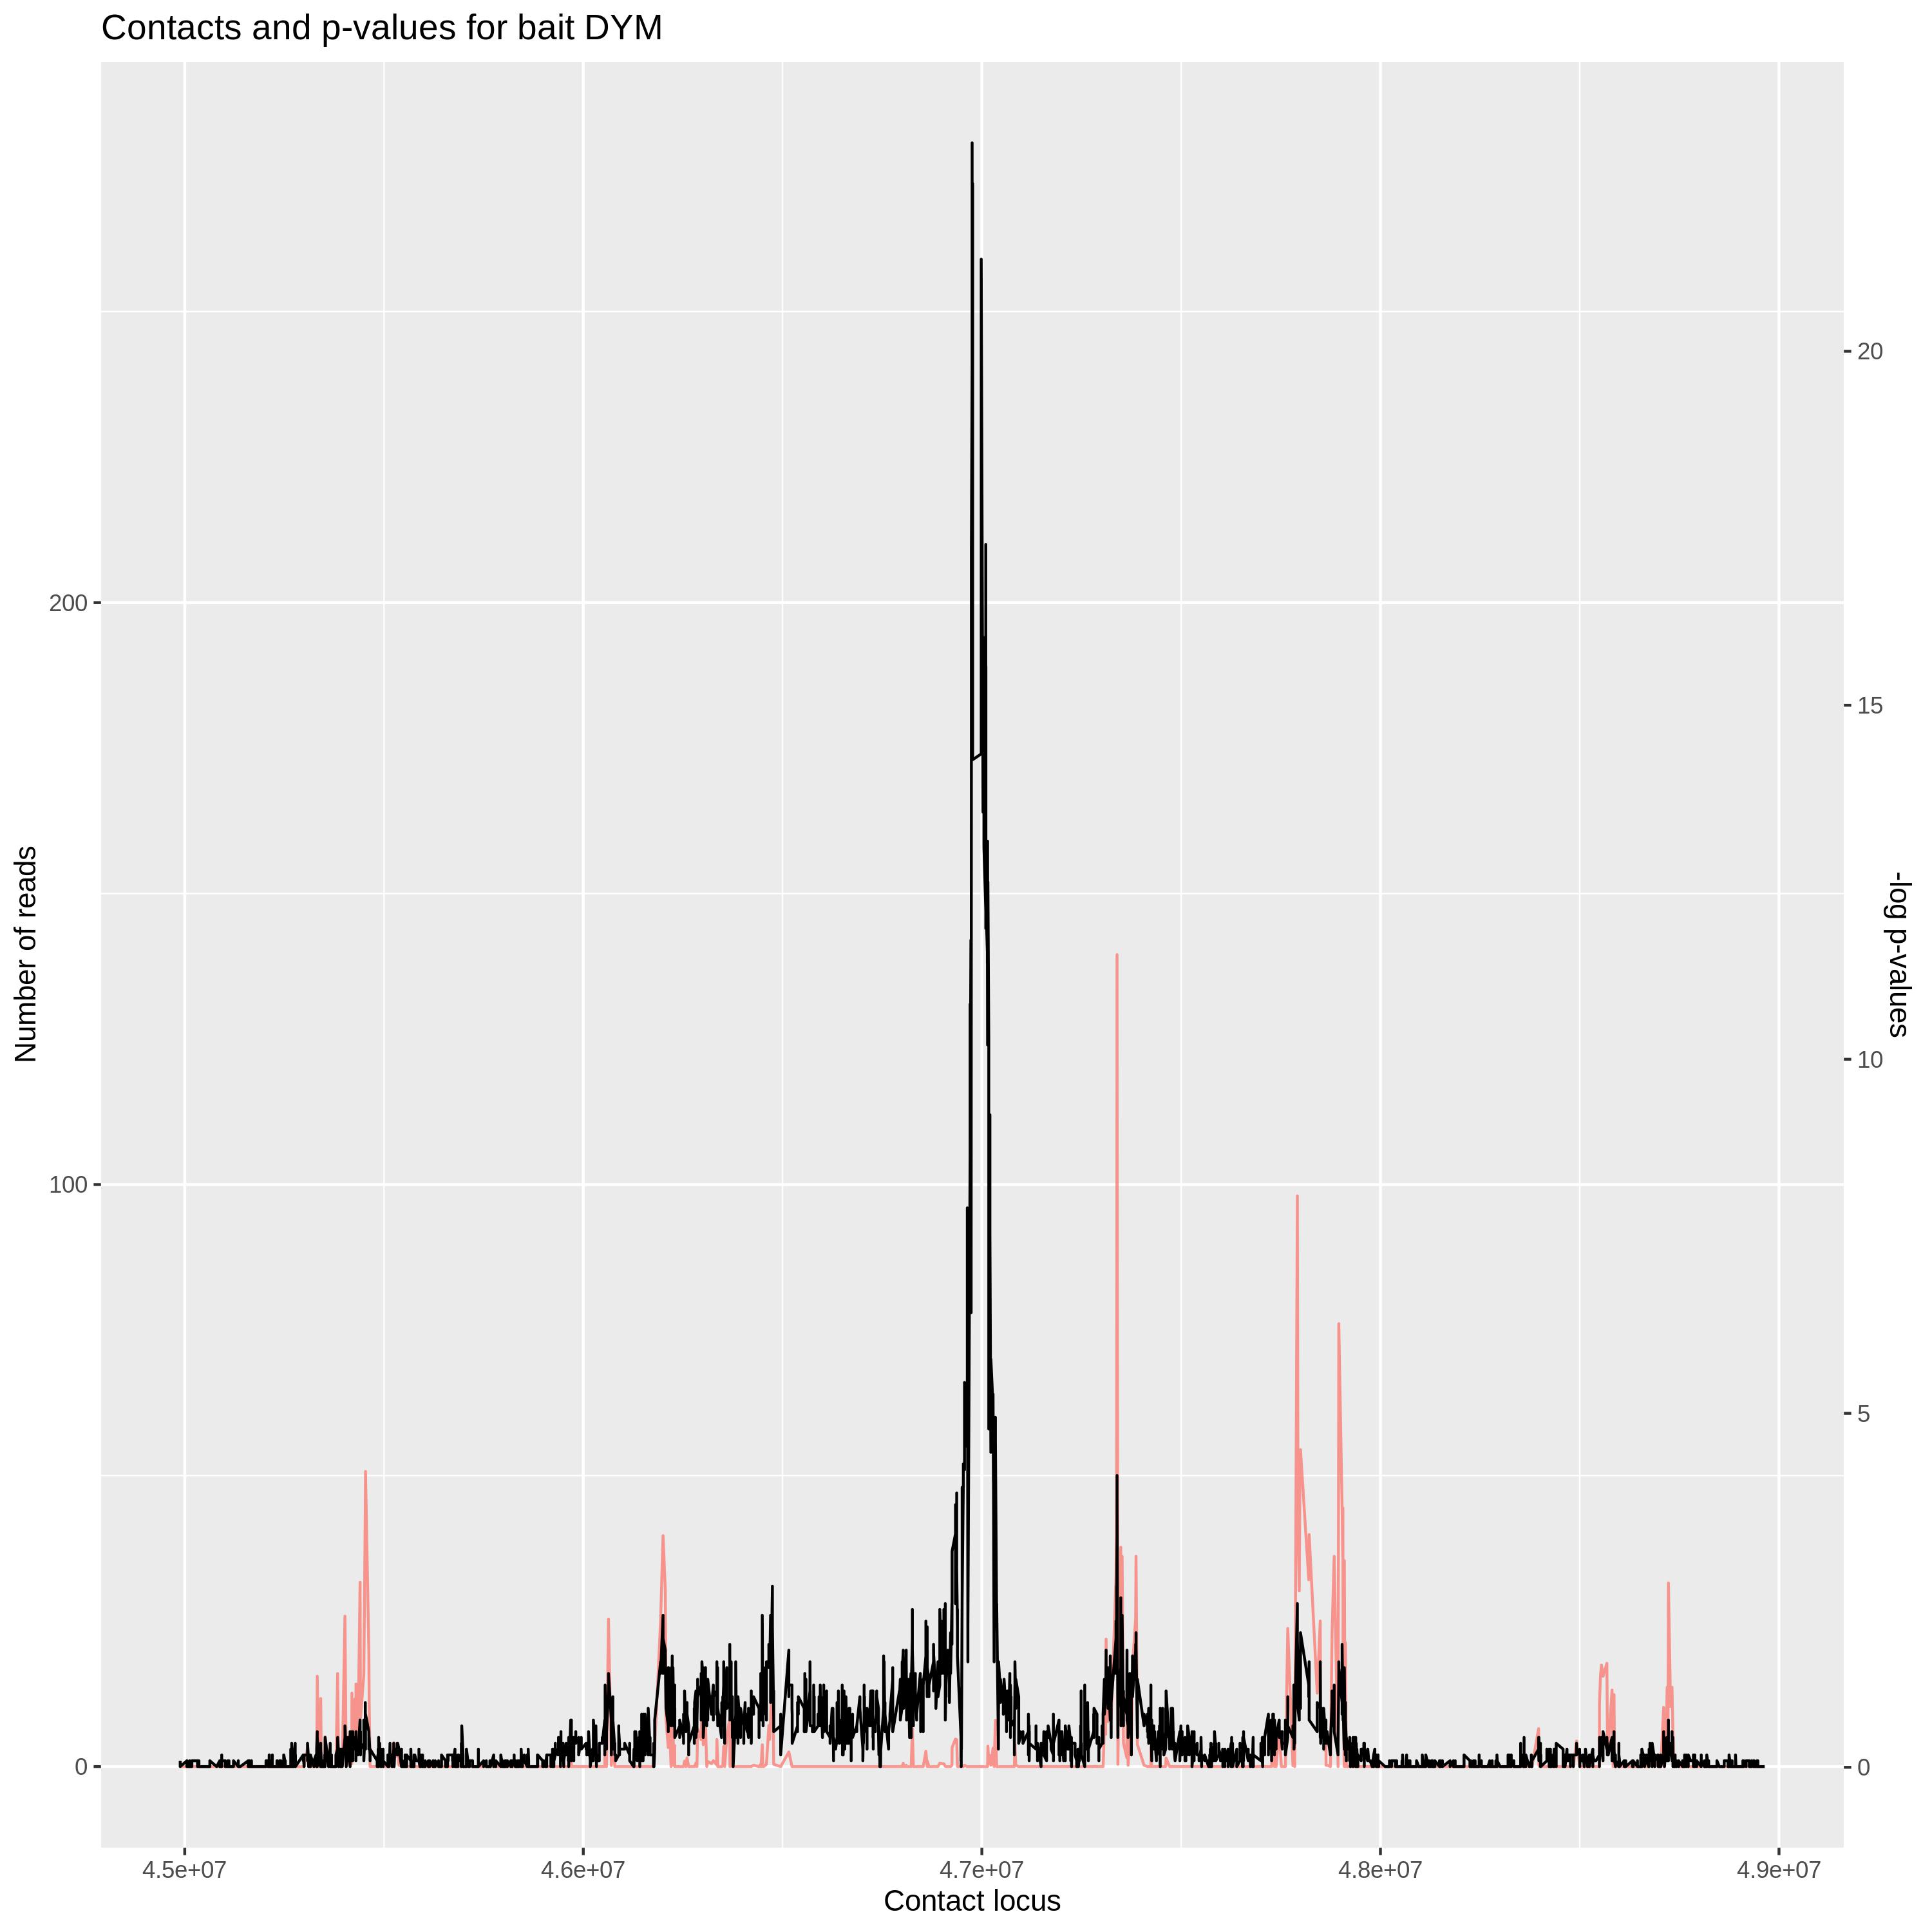 Contacts and p-values for bait DYM
Number of reads
200
100
0
20
15
10
5
0
-log p-values
4.5e+07
4.6e+07
4.7e+07
4.8e+07
4.9e+07
Contact locus